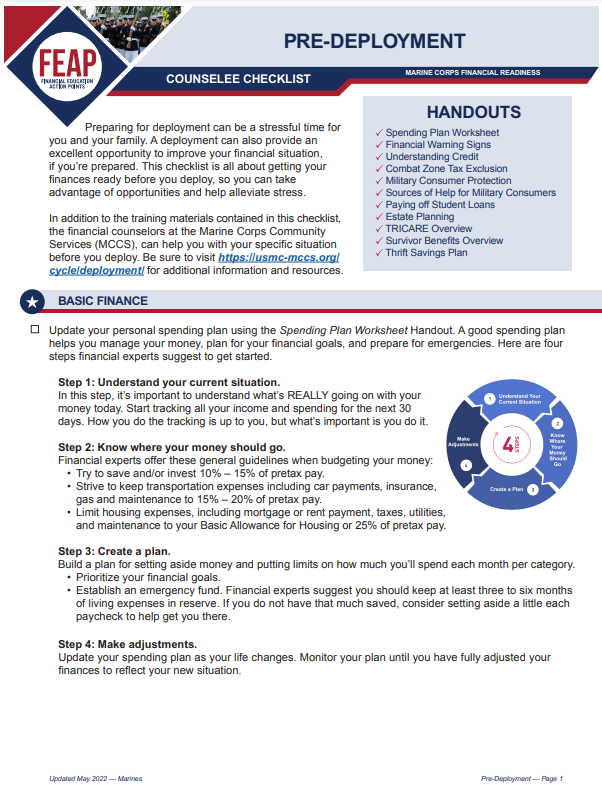 PRE-DEPLOYMENT
FEAP
FINANCIAL EDUCATION
ACTION POINTS
COUNSELEE CHECKLIST
MARINE CORPS FINANCIAL READINESS
Preparing for deployment can be a stressful time for
you and your family. A deployment can also provide an
excellent opportunity to improve your financial situation,
if you’re prepared. This checklist is all about getting your
finances ready before you deploy, so you can take
advantage of opportunities and help alleviate stress.
In addition to the training materials contained in this checklist,
the financial counselors at the Marine Corps Community
Services (MCCS), can help you with your specific situation
before you deploy. Be sure to visit https://usmc-mccs.org/
cycle/deployment/ for additional information and resources.
HANDOUTS
✓ Spending Plan Worksheet
✓ Financial Warning Signs
✓ Understanding Credit
✓ Combat Zone Tax Exclusion
✓ Military Consumer Protection
✓ Sources of Help for Military Consumers
✓ Paying off Student Loans
✓ Estate Planning
✓ TRICARE Overview
✓ Survivor Benefits Overview
✓ Thrift Savings Plan
BASIC FINANCE
☐ Update your personal spending plan using the Spending Plan Worksheet Handout. A good spending plan
helps you manage your money, plan for your financial goals, and prepare for emergencies. Here are four
steps financial experts suggest to get started.
Step 1: Understand your current situation.
In this step, it’s important to understand what’s REALLY going on with your
money today. Start tracking all your income and spending for the next 30
days. How you do the tracking is up to you, but what’s important is you do it.
Step 2: Know where your money should go.
Financial experts offer these general guidelines when budgeting your money:
• Try to save and/or invest 10% – 15% of pretax pay.
• Strive to keep transportation expenses including car payments, insurance,
gas and maintenance to 15% – 20% of pretax pay.
• Limit housing expenses, including mortgage or rent payment, taxes, utilities,
and maintenance to your Basic Allowance for Housing or 25% of pretax pay.
1 Understand Your
Current Situation
2
Know
Where
Your
Money
Should
Go
Create a Plan 3
Make
Adjustments
4
4 STEPS
Step 3: Create a plan.
Build a plan for setting aside money and putting limits on how much you’ll spend each month per category.
• Prioritize your financial goals.
• Establish an emergency fund. Financial experts suggest you should keep at least three to six months
of living expenses in reserve. If you do not have that much saved, consider setting aside a little each
paycheck to help get you there.
Step 4: Make adjustments.
Update your spending plan as your life changes. Monitor your plan until you have fully adjusted your
finances to reflect your new situation.
Updated May 2022 — Marines
Pre-Deployment — Page 1